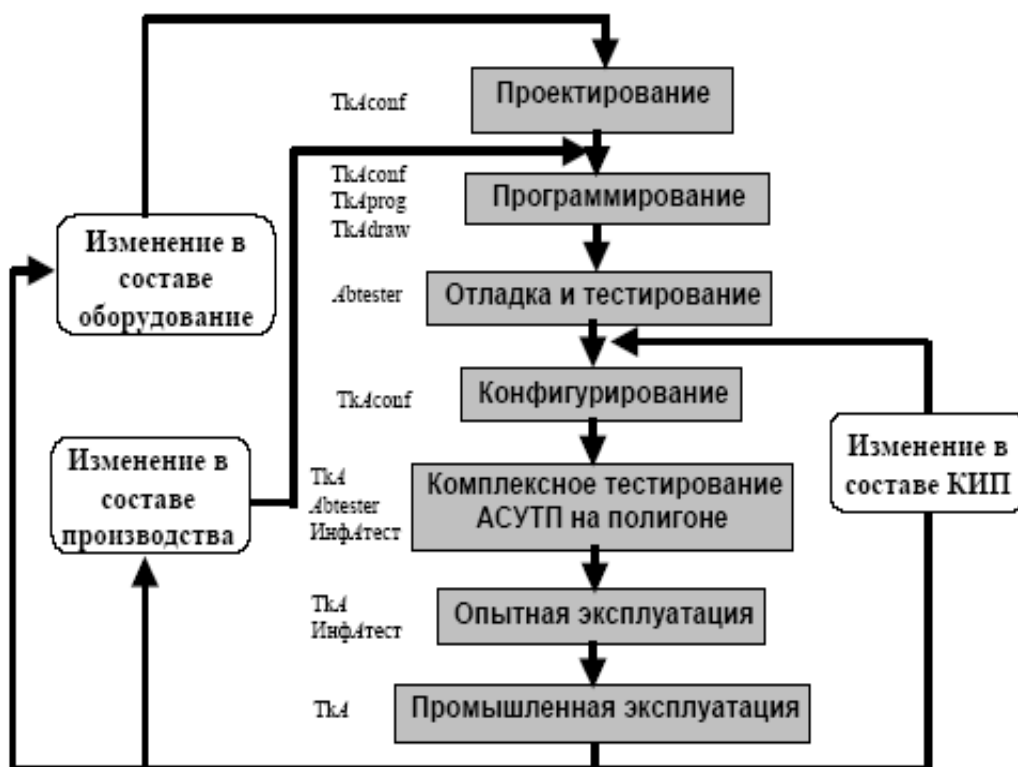 Проектирование
TkAconf
TkAconf
TkAprog
TkAdraw
Программирование
Изменение в
составе
оборудование
Abtester
Отладка и тестирование
TkAconf
Конфигурирование
Изменение в
составе КИП
Изменение в
составе
производства
TkA
Abtester
ИнфАтест
Комплексное тестирование
АСУТП на полигоне
TkA
ИнфАтест
Опытная эксплуатация
TkA
Промышленная эксплуатация